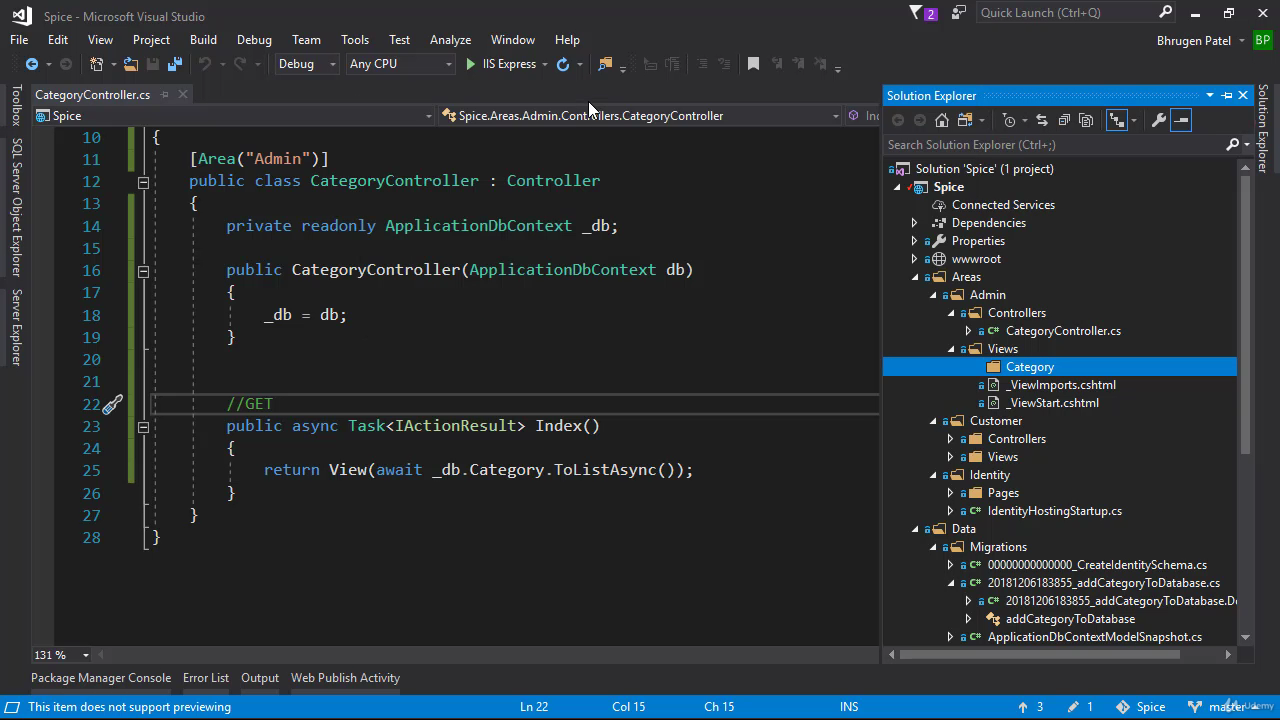 Spice - Microsoft Visual Studio
2
Quick Launch (Ctrl+Q)
File Edit View Project Build Debug Team Tools Test Analyze Window Help
Bhrugen Patel BP
Debug Any CPU IIS Express
CategoryController.cs
Spice
Spice.Areas.Admin.Controllers.CategoryController
Toolbox
SQL Server Object Explorer
Server Explorer
10 {
11 [Area("Admin")]
12 public class CategoryController : Controller
13 {
14 private readonly ApplicationDbContext _db;
15
16 public CategoryController(ApplicationDbContext db)
17 {
18 _db = db;
19 }
20
21
22 //GET
23 public async Task<IActionResult> Index()
24 {
25 return View(await _db.Category.ToListAsync());
26 }
27 }
28 }
131 %
Solution Explorer
Search Solution Explorer (Ctrl+;)
Solution 'Spice' (1 project)
Spice
Connected Services
Dependencies
Properties
wwwroot
Areas
Admin
Controllers
CategoryController.cs
Views
Category
_ViewImports.cshtml
_ViewStart.cshtml
Customer
Controllers
Views
Identity
Pages
IdentityHostingStartup.cs
Data
Migrations
00000000000000_CreateIdentitySchema.cs
20181206183855_addCategoryToDatabase.cs
20181206183855_addCategoryToDatabase.De
addCategoryToDatabase
ApplicationDbContextModelSnapshot.cs
Solution Explorer
Package Manager Console Error List Output Web Publish Activity
This item does not support previewing Ln 22 Col 15 Ch 15 INS 3 1 Spice master
Udemy